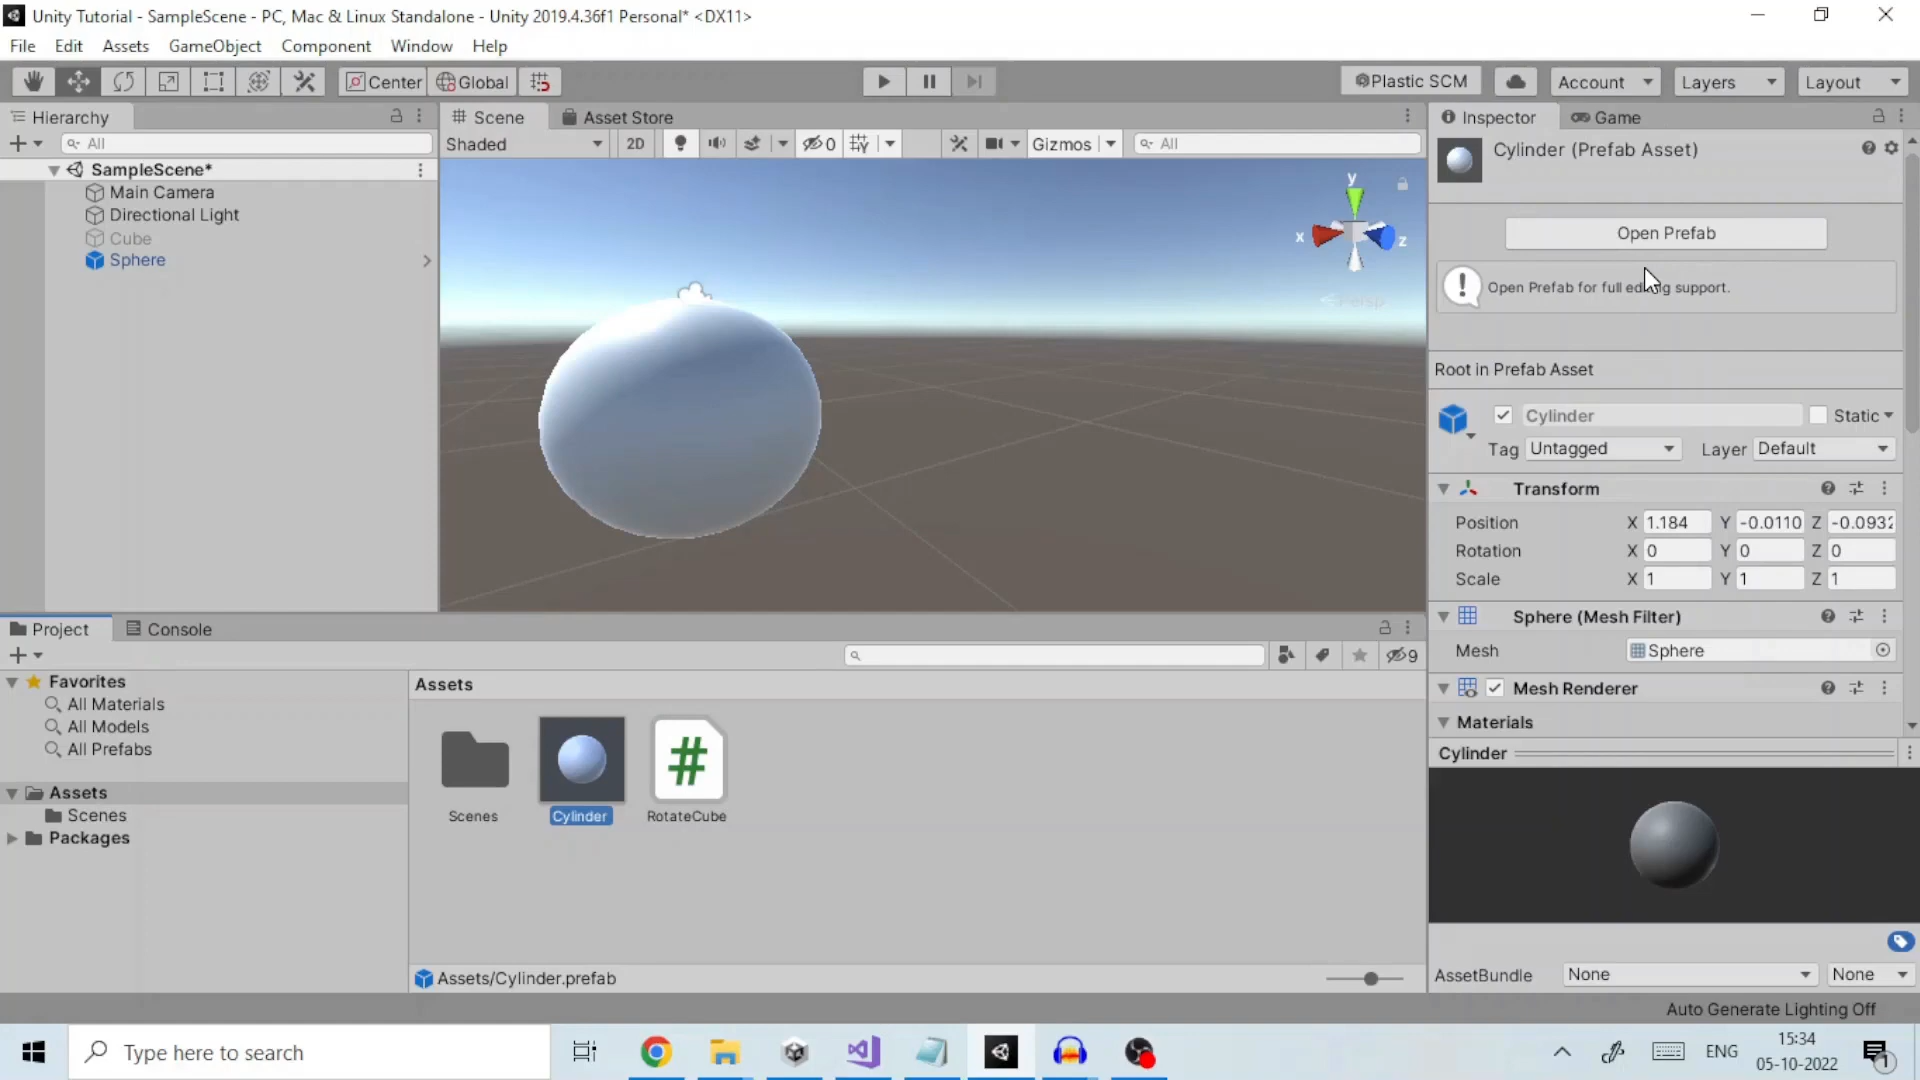 Unity Tutorial - SampleScene - PC, Mac & Linux Standalone - Unity 2019.4.36f1 Personal* <DX11>
File Edit Assets GameObject Component Window Help
Center Global Plastic SCM Account Layers Layout
Hierarchy
All
SampleScene*
Main Camera
Directional Light
Cube
Sphere
Scene Asset Store
Shaded 2D 0 Gizmos All
y
x z
Persp
Inspector Game
Cylinder (Prefab Asset)
Open Prefab
Open Prefab for full editing support.
Root in Prefab Asset
Cylinder Static
Tag Untagged Layer Default
Transform
Position X 1.184 Y -0.0110 Z -0.0932
Rotation X 0 Y 0 Z 0
Scale X 1 Y 1 Z 1
Sphere (Mesh Filter)
Mesh Sphere
Mesh Renderer
Materials
Cylinder
AssetBundle None None
Project Console
9
Favorites
All Materials
All Models
All Prefabs
Assets
Scenes
Packages
Assets
Scenes Cylinder RotateCube
Assets/Cylinder.prefab
Auto Generate Lighting Off
Type here to search
ENG
15:34
05-10-2022
1